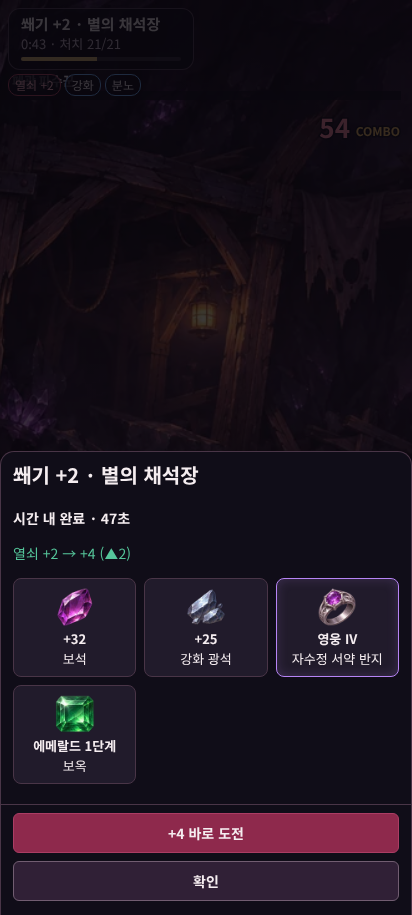 쐐기 +2 · 별의 채석장
0:43 · 처치 21/21
열쇠 +2
강화
분노
54 COMBO
쐐기 +2 · 별의 채석장
시간 내 완료 · 47초
열쇠 +2 → +4 (▲2)
+32
보석
+25
강화 광석
영웅 IV
자수정 서약 반지
에메랄드 1단계
보옥
+4 바로 도전
확인